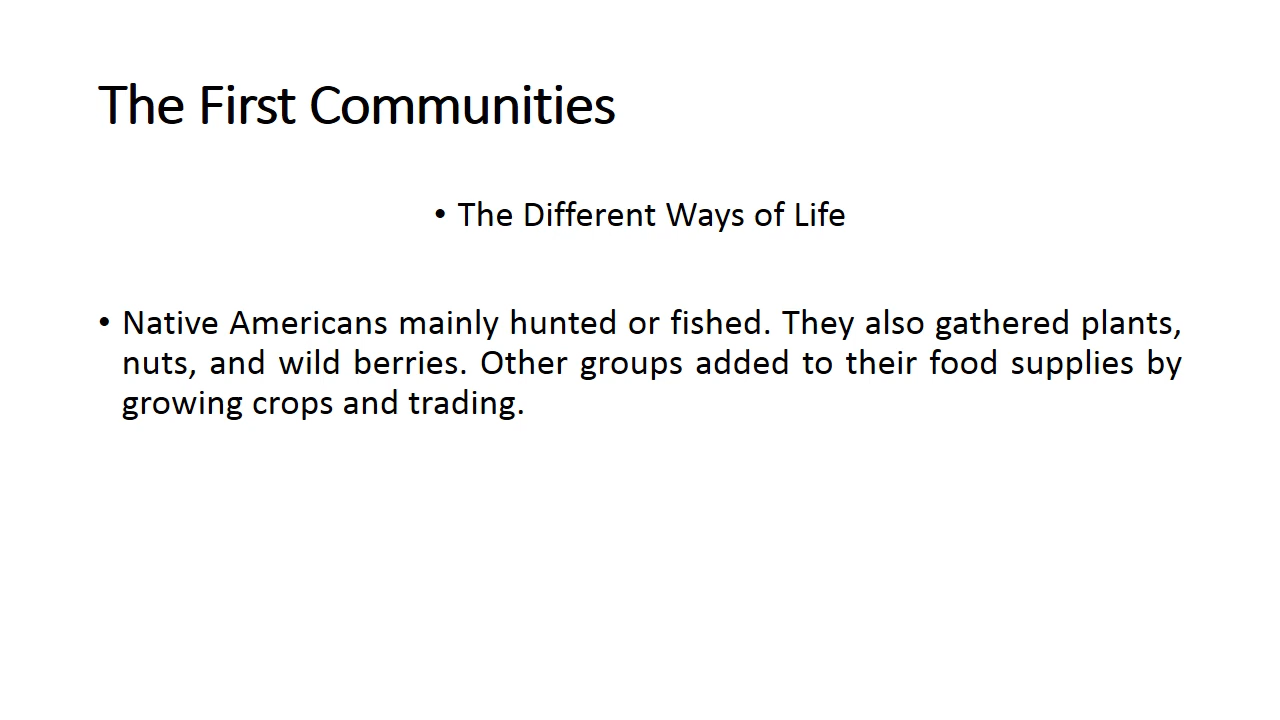 The First Communities
• The Different Ways of Life
• Native Americans mainly hunted or fished. They also gathered plants,
nuts, and wild berries. Other groups added to their food supplies by
growing crops and trading.